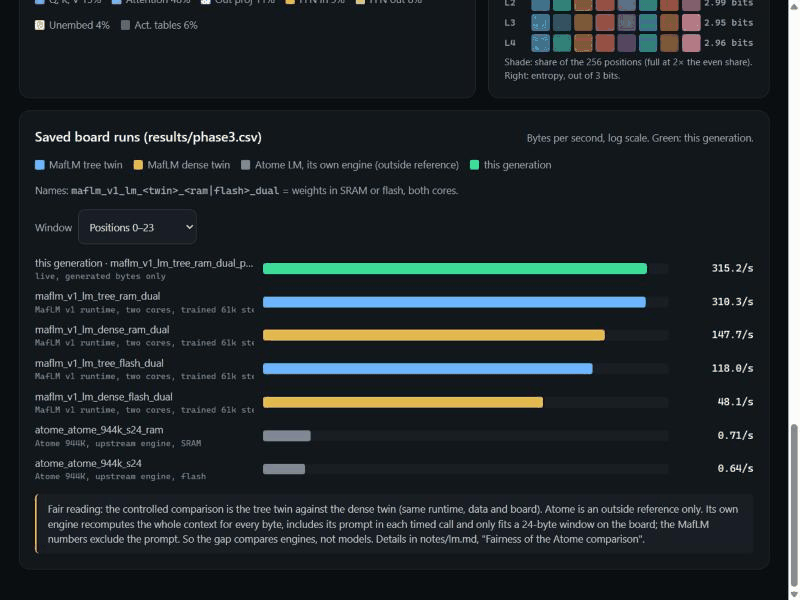 Unembed 4%
Act. tables 6%
L2
2.99 bits
L3
2.95 bits
L4
2.96 bits
Shade: share of the 256 positions (full at 2× the even share).
Right: entropy, out of 3 bits.
Saved board runs (results/phase3.csv)
Bytes per second, log scale. Green: this generation.
MafLM tree twin
MafLM dense twin
Atome LM, its own engine (outside reference)
this generation
Names: maflm_v1_lm_<twin>_<ram|flash>_dual = weights in SRAM or flash, both cores.
Window
Positions 0–23
this generation · maflm_v1_lm_tree_ram_dual_p…
315.2/s
live, generated bytes only
maflm_v1_lm_tree_ram_dual
310.3/s
MafLM v1 runtime, two cores, trained 61k ste
maflm_v1_lm_dense_ram_dual
147.7/s
MafLM v1 runtime, two cores, trained 61k ste
maflm_v1_lm_tree_flash_dual
118.0/s
MafLM v1 runtime, two cores, trained 61k ste
maflm_v1_lm_dense_flash_dual
48.1/s
MafLM v1 runtime, two cores, trained 61k ste
atome_atome_944k_s24_ram
0.71/s
Atome 944K, upstream engine, SRAM
atome_atome_944k_s24
0.64/s
Atome 944K, upstream engine, flash
Fair reading: the controlled comparison is the tree twin against the dense twin (same runtime, data and board). Atome is an outside reference only. Its own
engine recomputes the whole context for every byte, includes its prompt in each timed call and only fits a 24-byte window on the board; the MafLM
numbers exclude the prompt. So the gap compares engines, not models. Details in notes/lm.md, "Fairness of the Atome comparison".